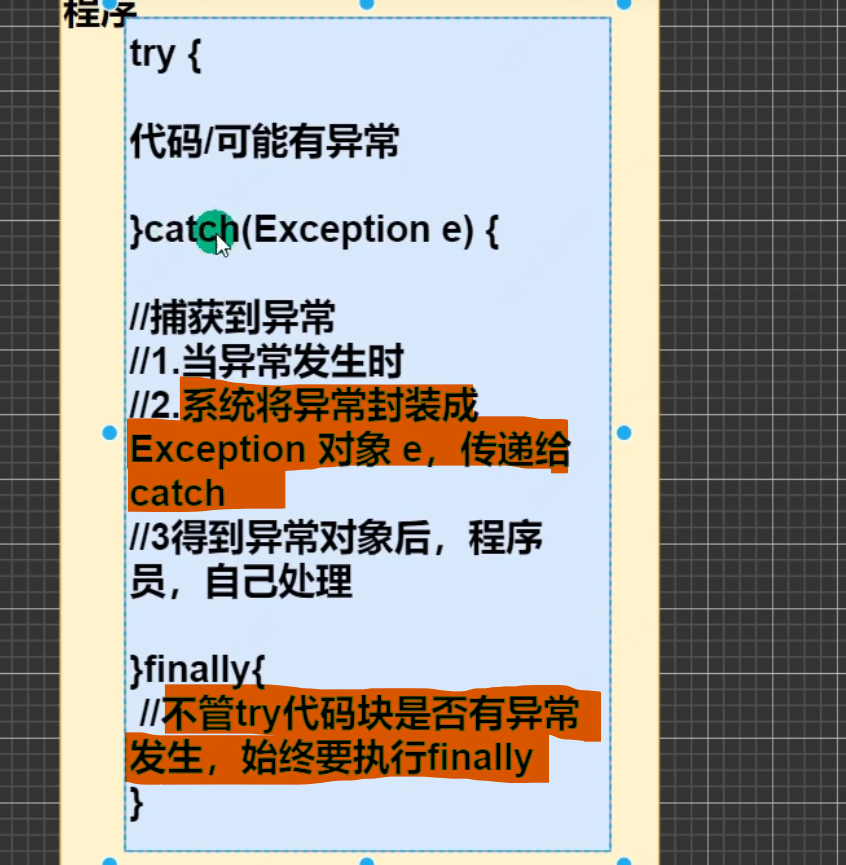 程序
try {
代码/可能有异常
}catch(Exception e) {
//捕获到异常
//1.当异常发生时
//2.系统将异常封装成
Exception 对象 e，传递给
catch
//3得到异常对象后，程序
员，自己处理
}finally{
//不管try代码块是否有异常
发生，始终要执行finally
}